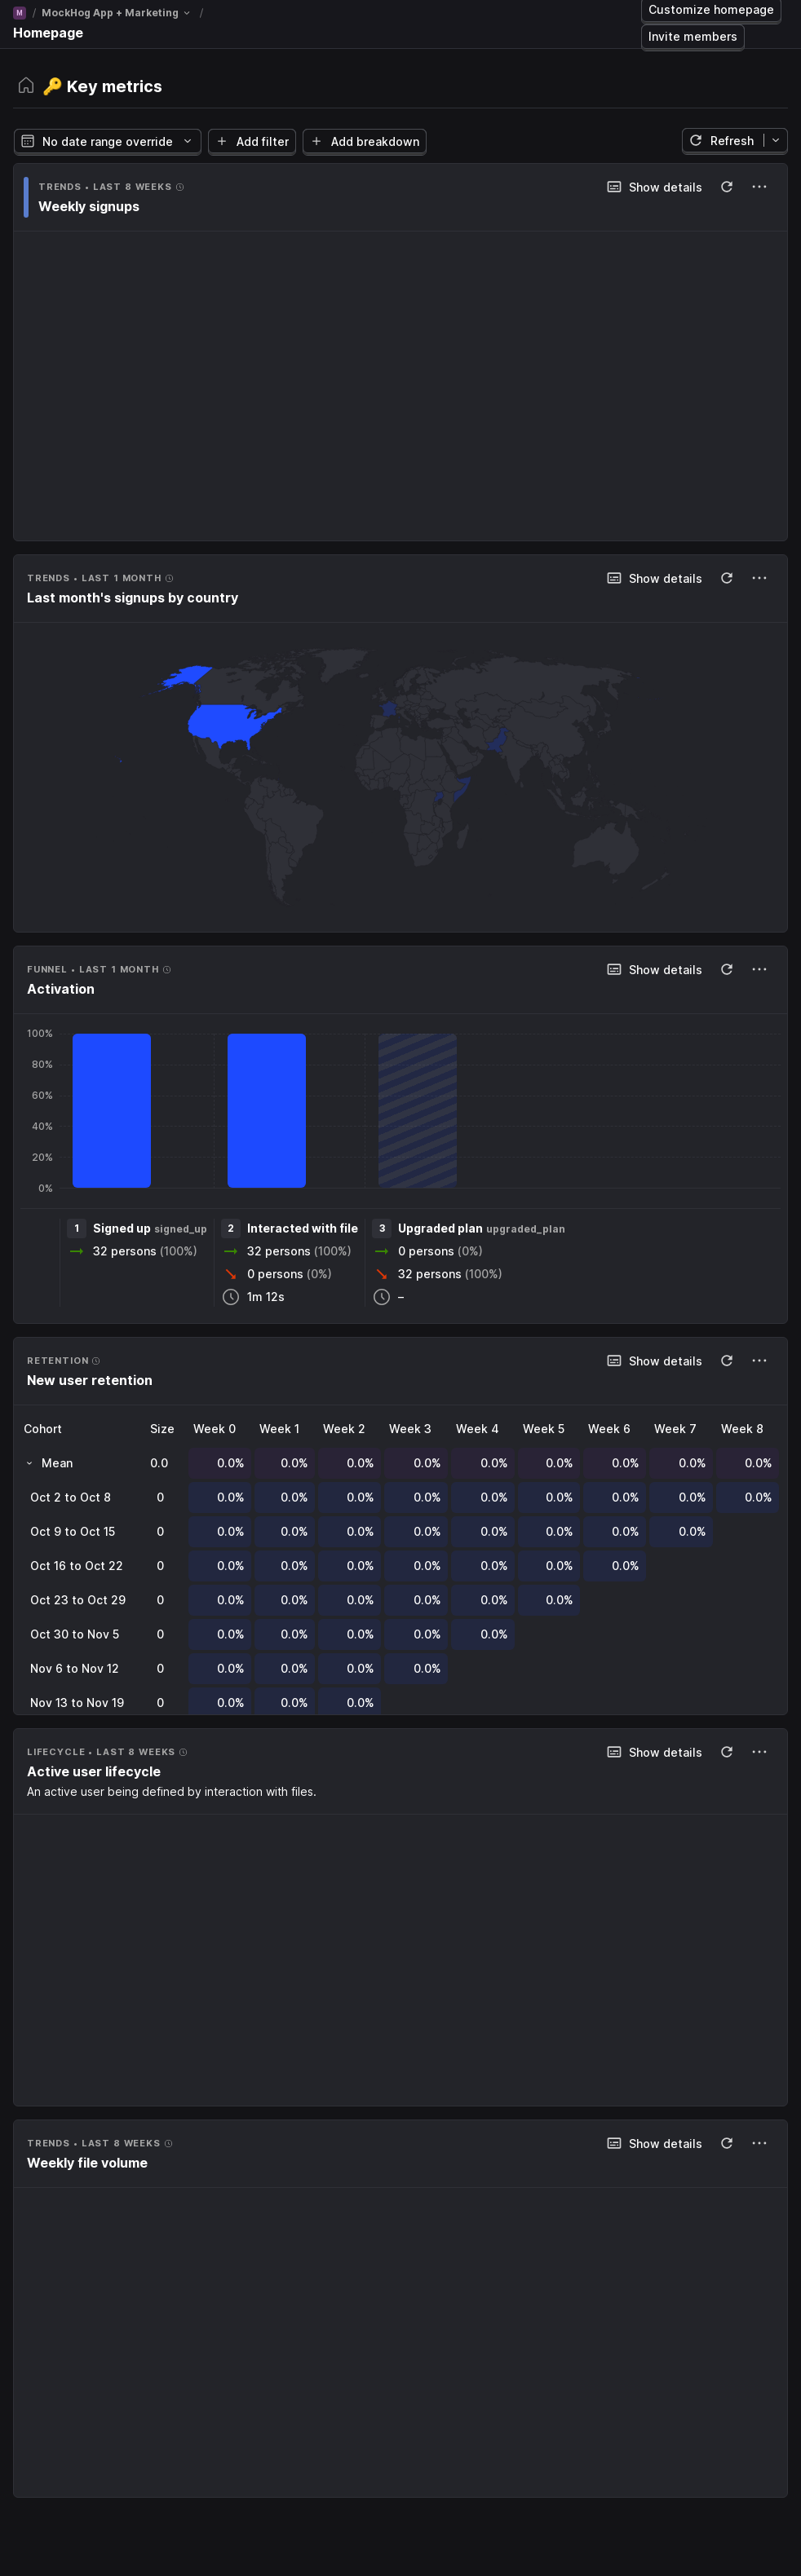 M / MockHog App + Marketing /
Homepage
Customize homepage
Invite members
🔑 Key metrics
No date range override
Add filter
Add breakdown
Refresh
TRENDS • LAST 8 WEEKS
Show details
Weekly signups
TRENDS • LAST 1 MONTH
Show details
Last month's signups by country
FUNNEL • LAST 1 MONTH
Show details
Activation
100%
80%
60%
40%
20%
0%
1 Signed up signed_up
32 persons (100%)
2 Interacted with file
32 persons (100%)
0 persons (0%)
1m 12s
3 Upgraded plan upgraded_plan
0 persons (0%)
32 persons (100%)
–
RETENTION
Show details
New user retention
Cohort Size Week 0 Week 1 Week 2 Week 3 Week 4 Week 5 Week 6 Week 7 Week 8
Mean 0.0 0.0% 0.0% 0.0% 0.0% 0.0% 0.0% 0.0% 0.0% 0.0%
Oct 2 to Oct 8 0 0.0% 0.0% 0.0% 0.0% 0.0% 0.0% 0.0% 0.0% 0.0%
Oct 9 to Oct 15 0 0.0% 0.0% 0.0% 0.0% 0.0% 0.0% 0.0% 0.0%
Oct 16 to Oct 22 0 0.0% 0.0% 0.0% 0.0% 0.0% 0.0% 0.0%
Oct 23 to Oct 29 0 0.0% 0.0% 0.0% 0.0% 0.0% 0.0%
Oct 30 to Nov 5 0 0.0% 0.0% 0.0% 0.0% 0.0%
Nov 6 to Nov 12 0 0.0% 0.0% 0.0% 0.0%
Nov 13 to Nov 19 0 0.0% 0.0% 0.0%
LIFECYCLE • LAST 8 WEEKS
Show details
Active user lifecycle
An active user being defined by interaction with files.
TRENDS • LAST 8 WEEKS
Show details
Weekly file volume